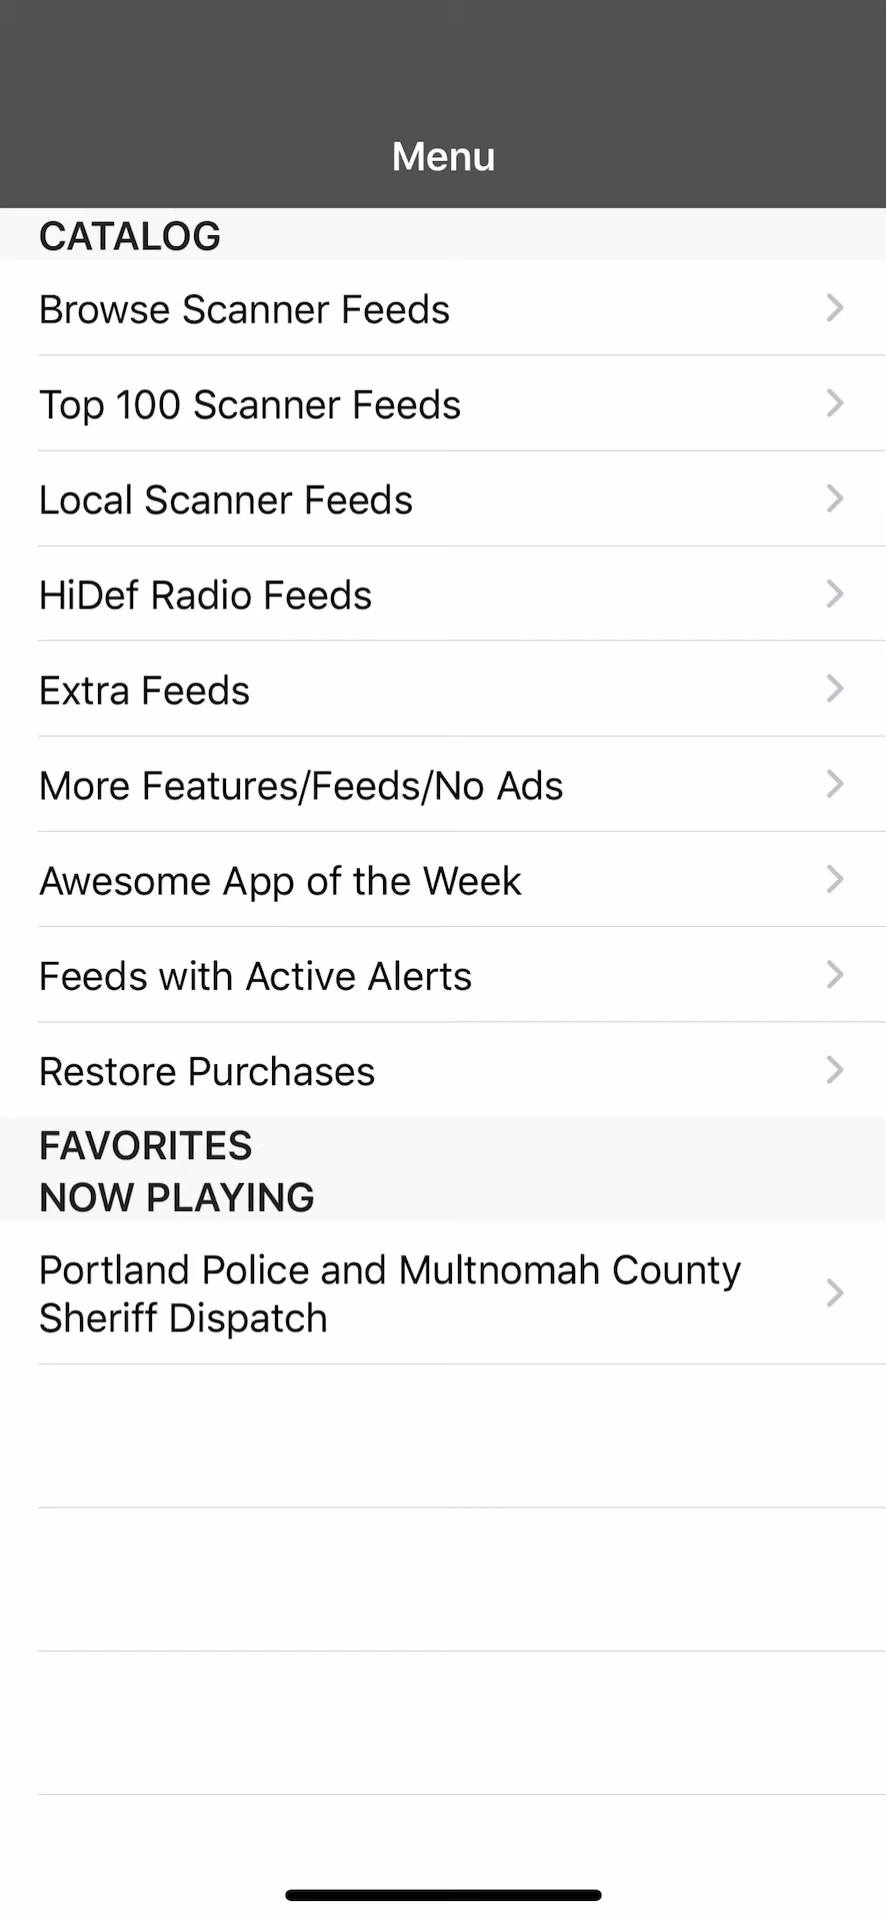 Menu
CATALOG
Browse Scanner Feeds
Top 100 Scanner Feeds
Local Scanner Feeds
HiDef Radio Feeds
Extra Feeds
More Features/Feeds/No Ads
Awesome App of the Week
Feeds with Active Alerts
Restore Purchases
FAVORITES
NOW PLAYING
Portland Police and Multnomah County
Sheriff Dispatch